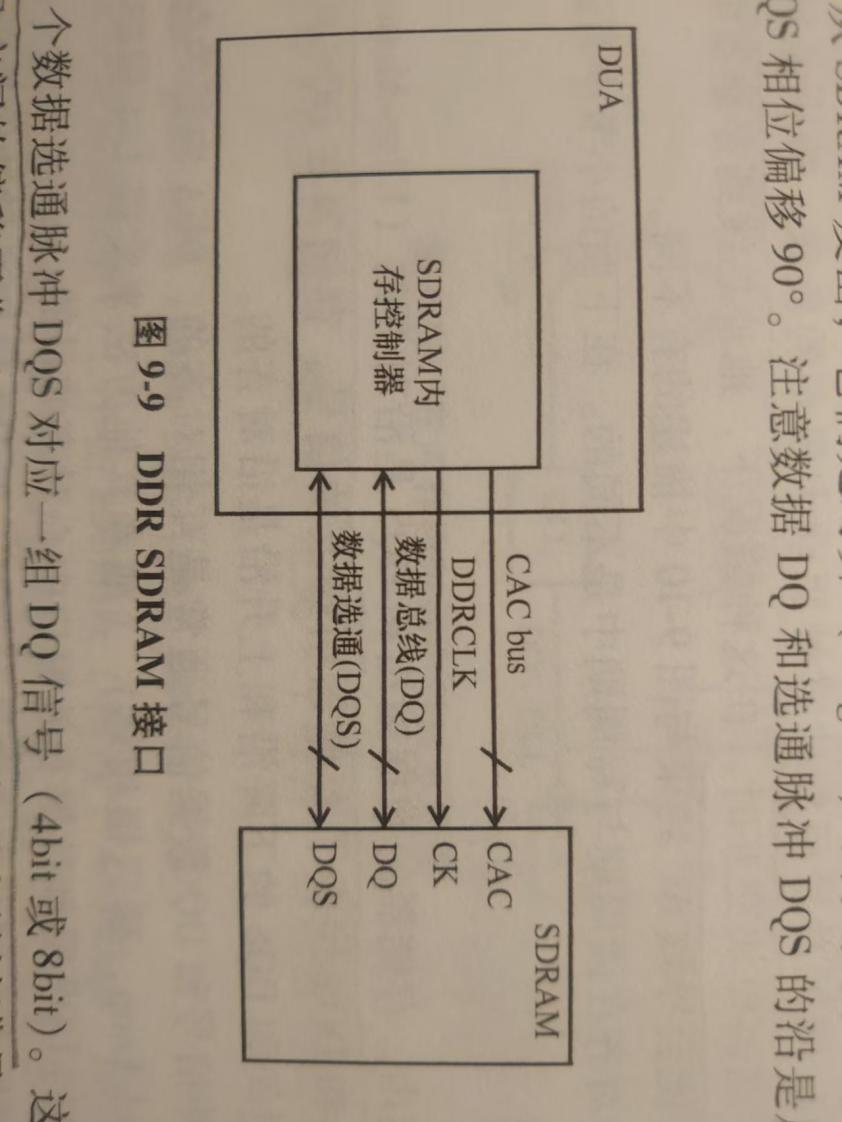 QS 相位偏移 90°。注意数据 DQ 和选通脉冲 DQS 的沿是
DUA
SDRAM
SDRAM内
存控制器
CAC bus
DDRCLK
数据总线(DQ)
数据选通(DQS)
CAC
CK
DQ
DQS
图 9-9 DDR SDRAM 接口
个数据选通脉冲 DQS 对应一组 DQ 信号（4bit 或 8bit）。这